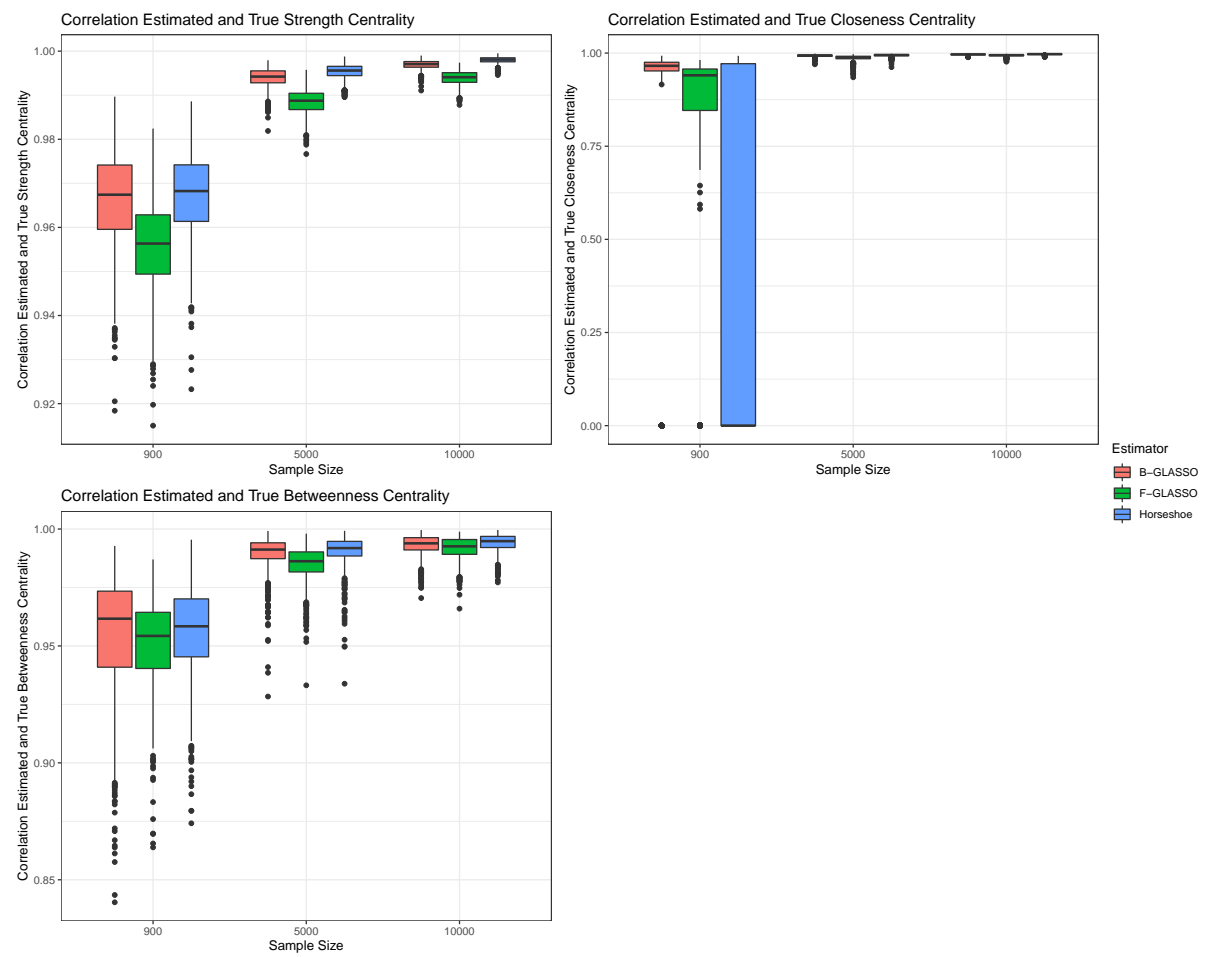 Correlation Estimated and True Strength Centrality
Correlation Estimated and True Strength Centrality
1.00
0.98
0.96
0.94
0.92
900
5000
10000
Sample Size
Correlation Estimated and True Closeness Centrality
Correlation Estimated and True Closeness Centrality
1.00
0.75
0.50
0.25
0.00
900
5000
10000
Sample Size
Estimator
B−GLASSO
F−GLASSO
Horseshoe
Correlation Estimated and True Betweenness Centrality
Correlation Estimated and True Betweenness Centrality
1.00
0.95
0.90
0.85
900
5000
10000
Sample Size